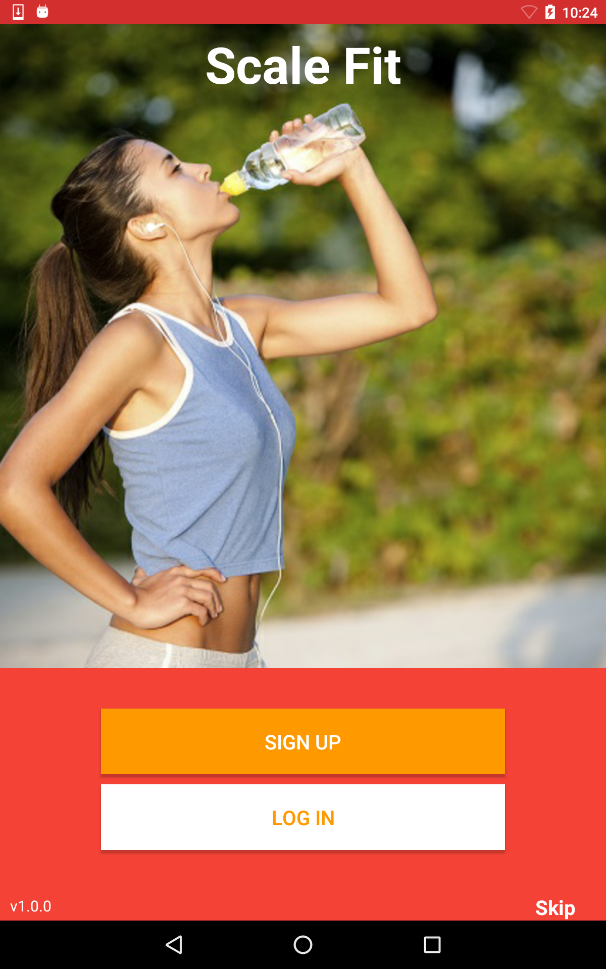 10:24
Scale Fit
SIGN UP
LOG IN
v1.0.0
Skip